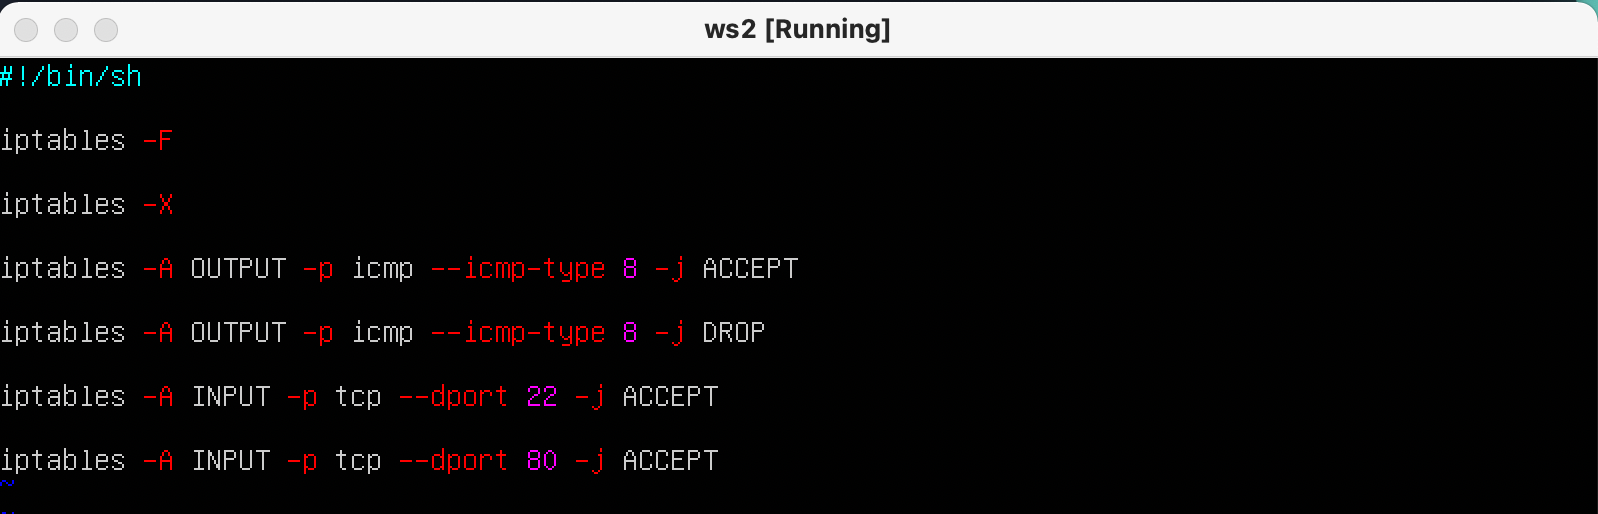 ws2 [Running]
#!/bin/sh
iptables -F
iptables -X
iptables -A OUTPUT -p icmp --icmp-type 8 -j ACCEPT
iptables -A OUTPUT -p icmp --icmp-type 8 -j DROP
iptables -A INPUT -p tcp --dport 22 -j ACCEPT
iptables -A INPUT -p tcp --dport 80 -j ACCEPT
~
~